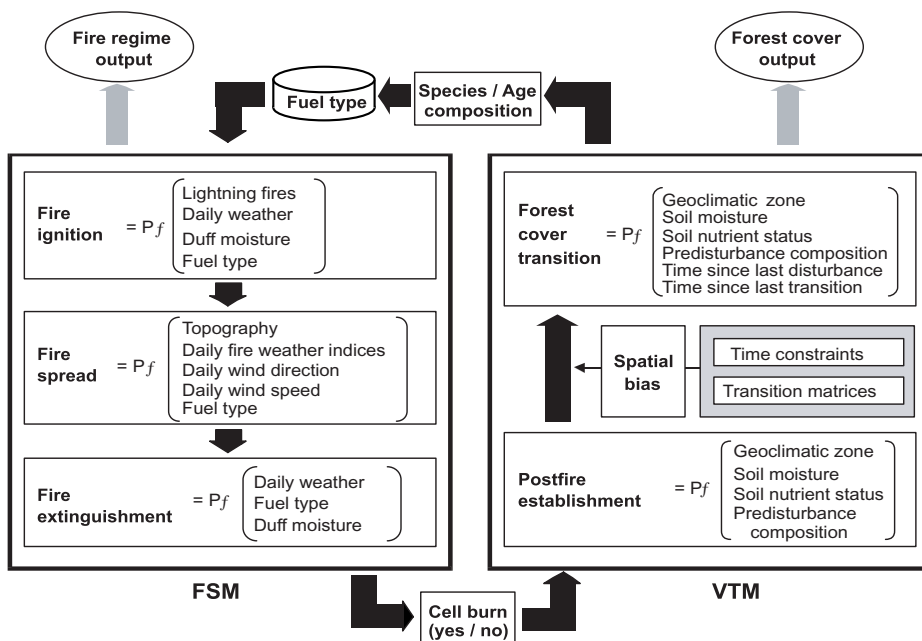 Fire regime
output
Forest cover
output
Fuel type
Species / Age
composition
Fire
ignition
= Pf
Lightning fires
Daily weather
Duff moisture
Fuel type
Fire
spread
= Pf
Topography
Daily fire weather indices
Daily wind direction
Daily wind speed
Fuel type
Fire
extinguishment
= Pf
Daily weather
Fuel type
Duff moisture
FSM
Forest
cover
transition
= Pf
Geoclimatic zone
Soil moisture
Soil nutrient status
Predisturbance composition
Time since last disturbance
Time since last transition
Spatial
bias
Time constraints
Transition matrices
Postfire
establishment
= Pf
Geoclimatic zone
Soil moisture
Soil nutrient status
Predisturbance
composition
VTM
Cell burn
(yes / no)